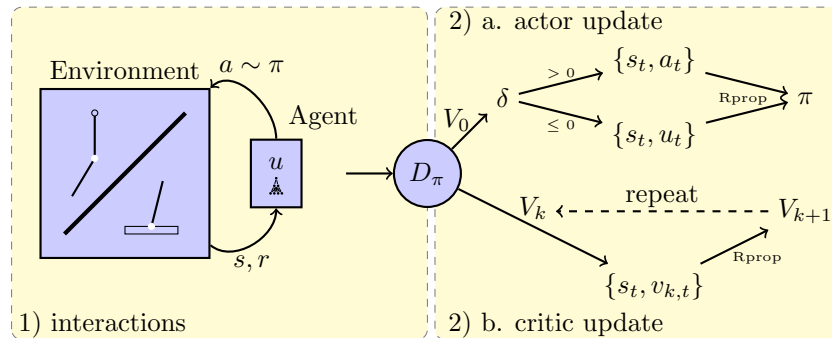 2) a. actor update
Environment
a ∼ π
Agent
u
s, r
1) interactions
D_π
V_0
δ
> 0
≤ 0
{s_t, a_t}
{s_t, u_t}
Rprop
π
V_k
repeat
V_{k+1}
{s_t, v_{k,t}}
Rprop
2) b. critic update